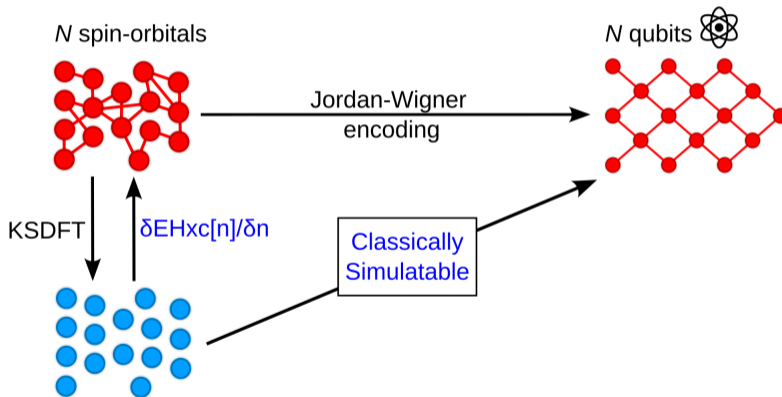 N spin-orbitals
N qubits
Jordan-Wigner
encoding
KSDFT
δEHxc[n]/δn
Classically
Simulatable